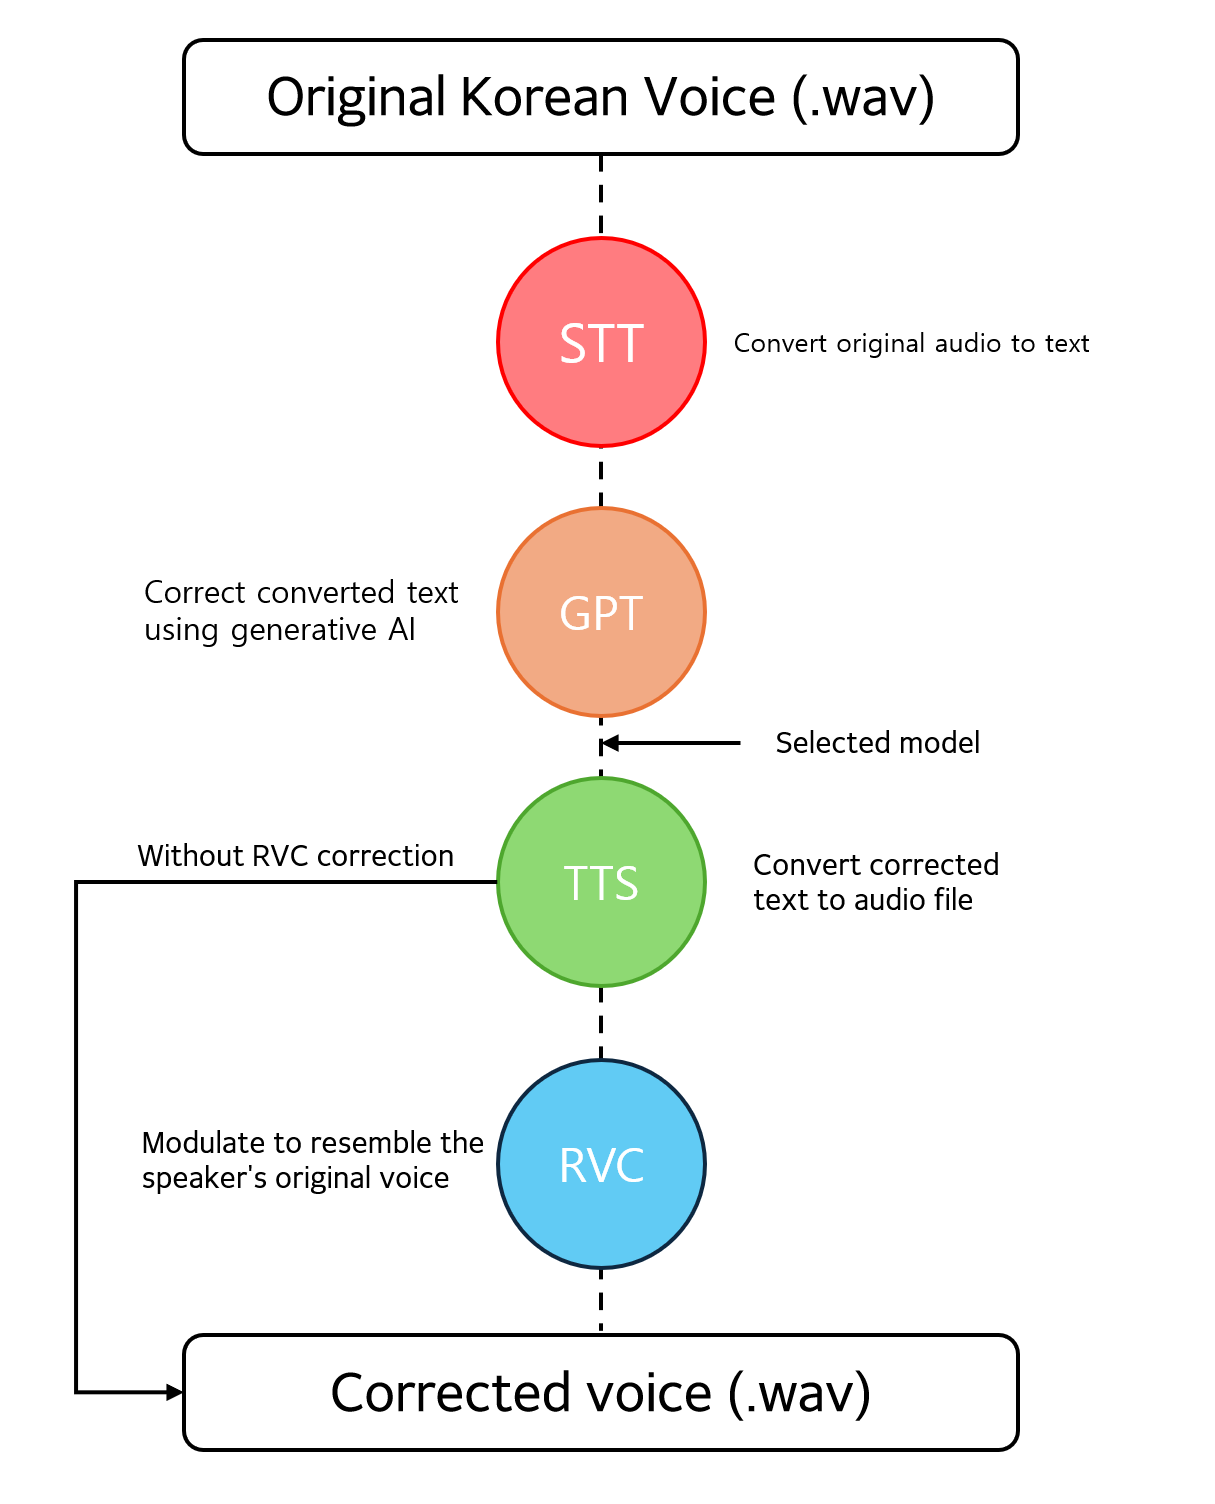 Original Korean Voice (.wav)
STT
Convert original audio to text
GPT
Correct converted text
using generative AI
Selected model
Without RVC correction
TTS
Convert corrected
text to audio file
Modulate to resemble the
speaker's original voice
RVC
Corrected voice (.wav)